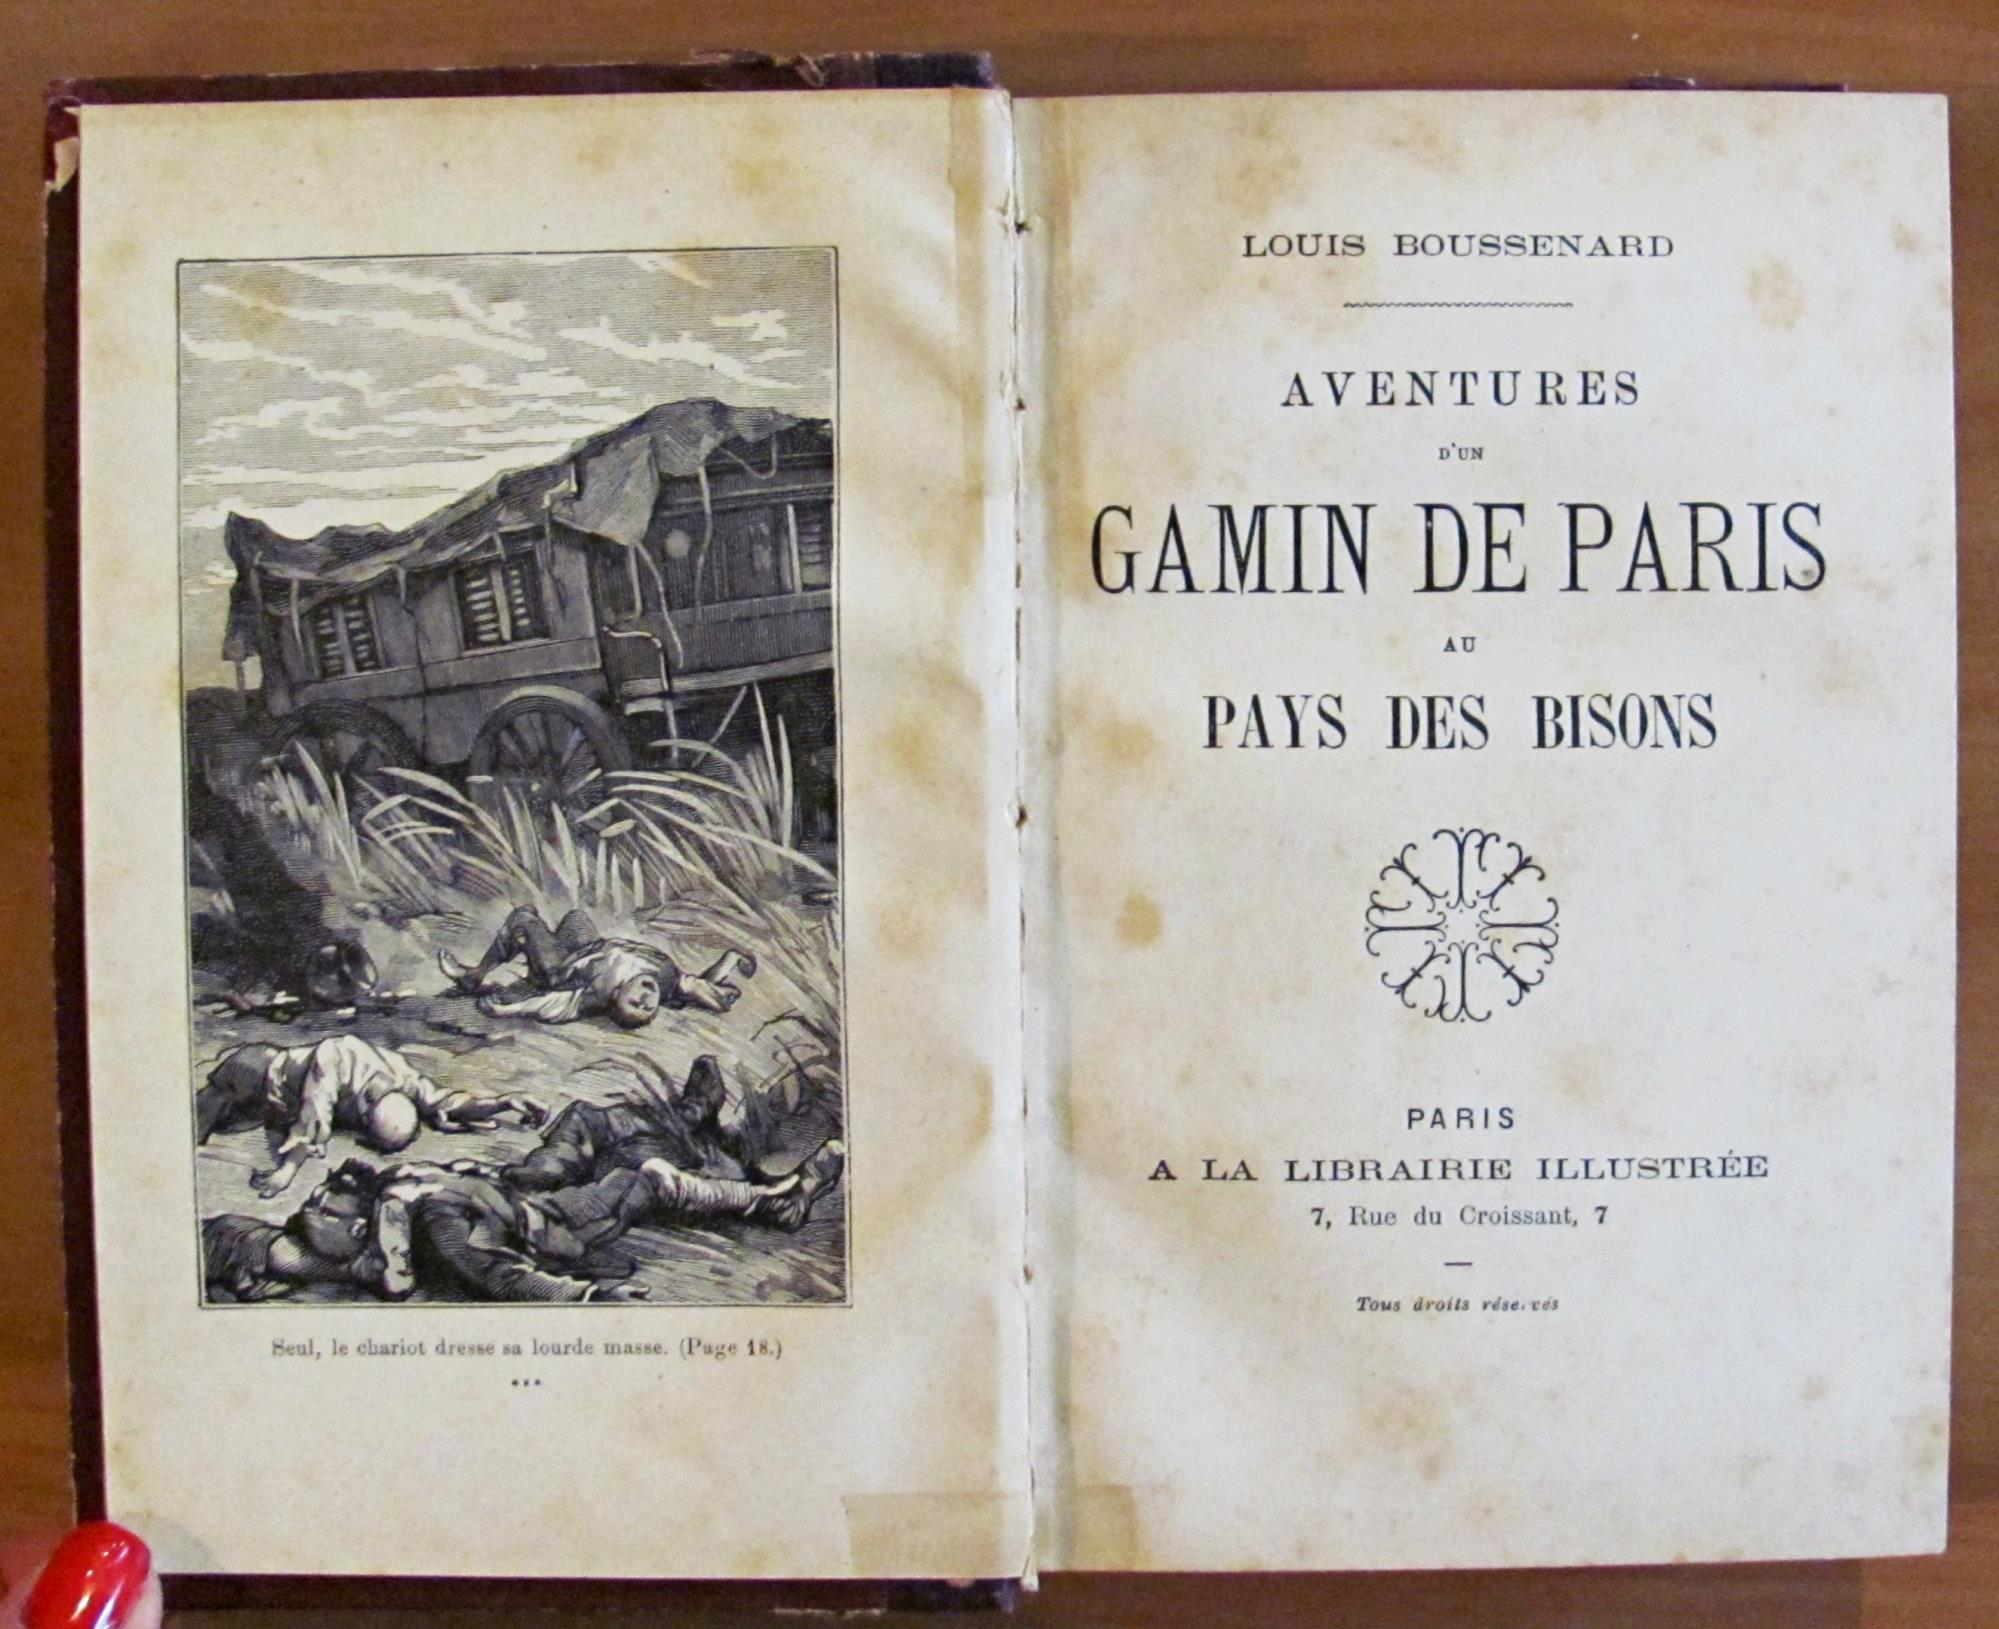 Seul, le chariot dresse sa lourde masse. (Page 18.)
***
LOUIS BOUSSENARD
AVENTURES
D'UN
GAMIN DE PARIS
AU
PAYS DES BISONS
PARIS
A LA LIBRAIRIE ILLUSTRÉE
7, Rue du Croissant, 7
—
Tous droits réservés